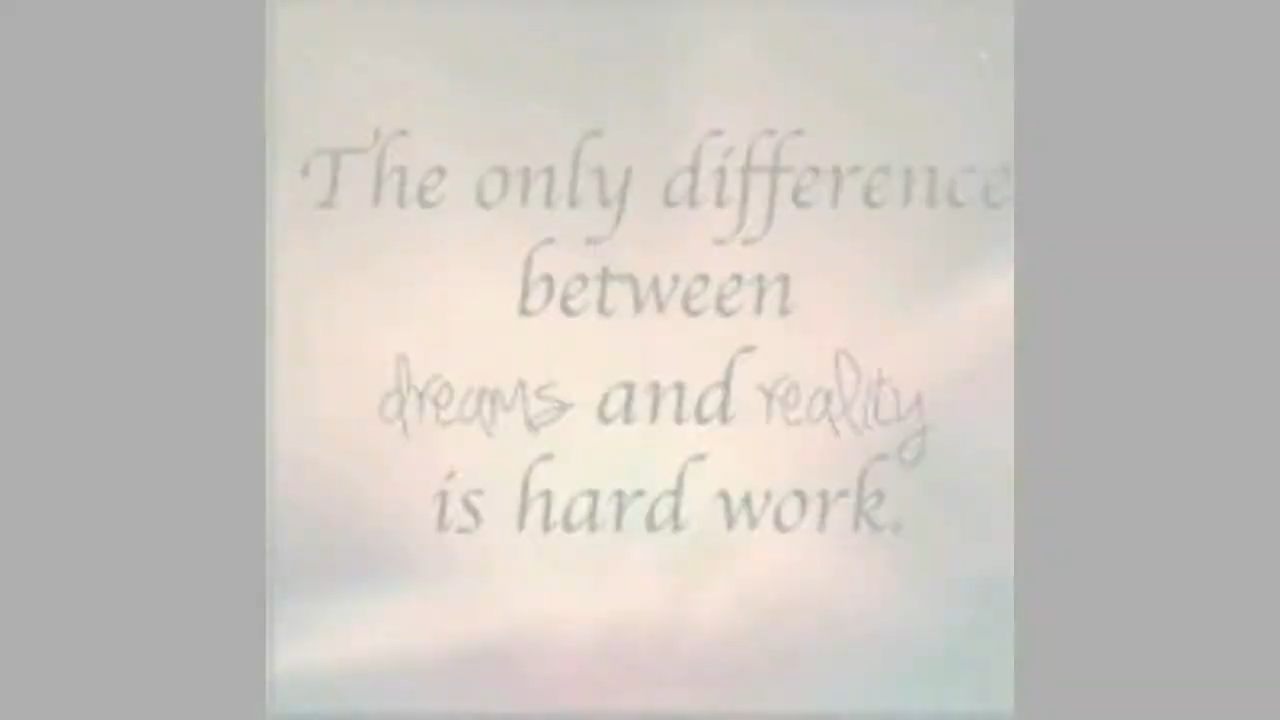 The only difference
between
dreams and reality
is hard work.